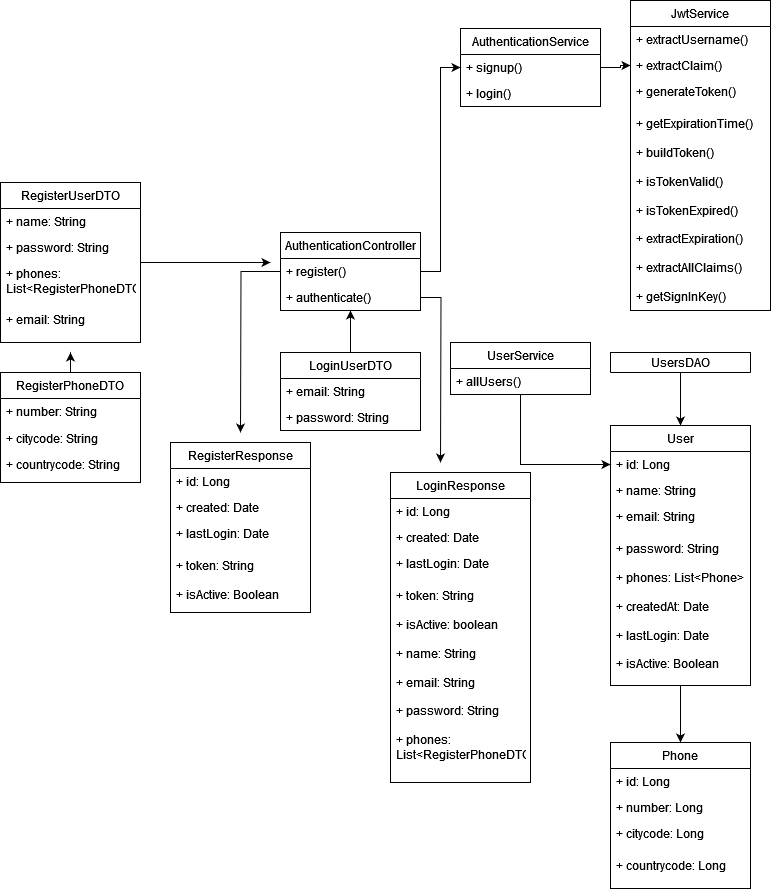 JwtService
+ extractUsername()
+ extractClaim()
+ generateToken()
+ getExpirationTime()
+ buildToken()
+ isTokenValid()
+ isTokenExpired()
+ extractExpiration()
+ extractAllClaims()
+ getSignInKey()
AuthenticationService
+ signup()
+ login()
RegisterUserDTO
+ name: String
+ password: String
+ phones:
List<RegisterPhoneDTO
+ email: String
AuthenticationController
+ register()
+ authenticate()
RegisterPhoneDTO
+ number: String
+ citycode: String
+ countrycode: String
LoginUserDTO
+ email: String
+ password: String
UserService
+ allUsers()
UsersDAO
RegisterResponse
+ id: Long
+ created: Date
+ lastLogin: Date
+ token: String
+ isActive: Boolean
LoginResponse
+ id: Long
+ created: Date
+ lastLogin: Date
+ token: String
+ isActive: boolean
+ name: String
+ email: String
+ password: String
+ phones:
List<RegisterPhoneDTO
User
+ id: Long
+ name: String
+ email: String
+ password: String
+ phones: List<Phone>
+ createdAt: Date
+ lastLogin: Date
+ isActive: Boolean
Phone
+ id: Long
+ number: Long
+ citycode: Long
+ countrycode: Long